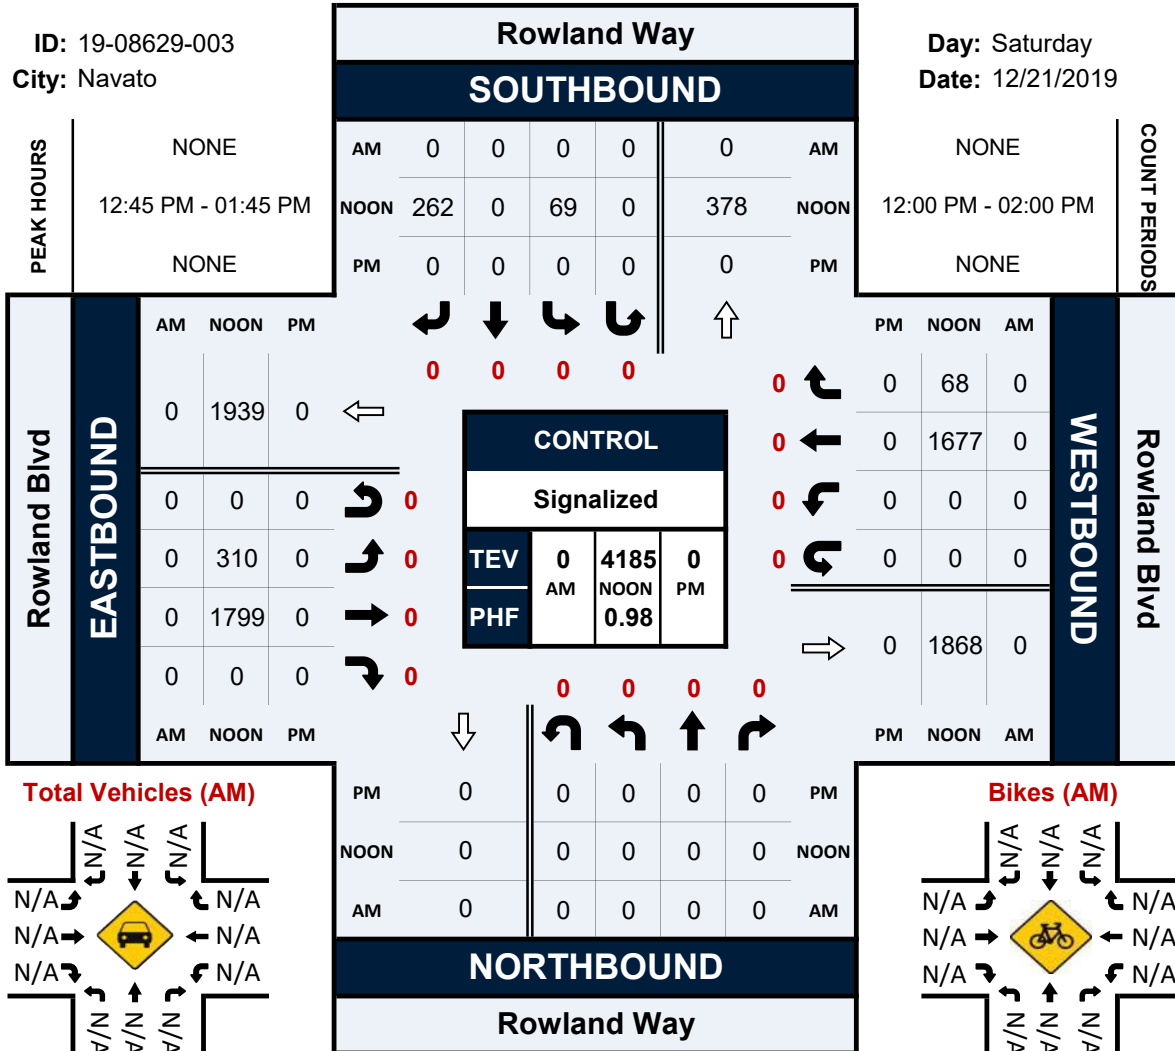 ID: 19-08629-003
City: Navato
Rowland Way
SOUTHBOUND
Day: Saturday
Date: 12/21/2019
PEAK HOURS
NONE
12:45 PM - 01:45 PM
NONE
AM 0 0 0 0 0 AM
NOON 262 0 69 0 378 NOON
PM 0 0 0 0 0 PM
NONE
12:00 PM - 02:00 PM
NONE
COUNT PERIODS
0 0 0 0
Rowland Blvd
EASTBOUND
AM NOON PM
0 1939 0
0 0 0 0
0 310 0 0
0 1799 0 0
0 0 0 0
AM NOON PM
CONTROL
Signalized
TEV 0 4185 0
AM NOON PM
PHF 0.98
PM NOON AM
0 0 68 0
0 0 1677 0
0 0 0 0
0 0 0 0
0 1868 0
PM NOON AM
WESTBOUND
Rowland Blvd
0 0 0 0
PM 0 0 0 0 0 PM
NOON 0 0 0 0 0 NOON
AM 0 0 0 0 0 AM
NORTHBOUND
Rowland Way
Total Vehicles (AM)
N/A N/A N/A
N/A N/A
N/A N/A
N/A N/A
N/A N/A N/A
Bikes (AM)
N/A N/A N/A
N/A N/A
N/A N/A
N/A N/A
N/A N/A N/A